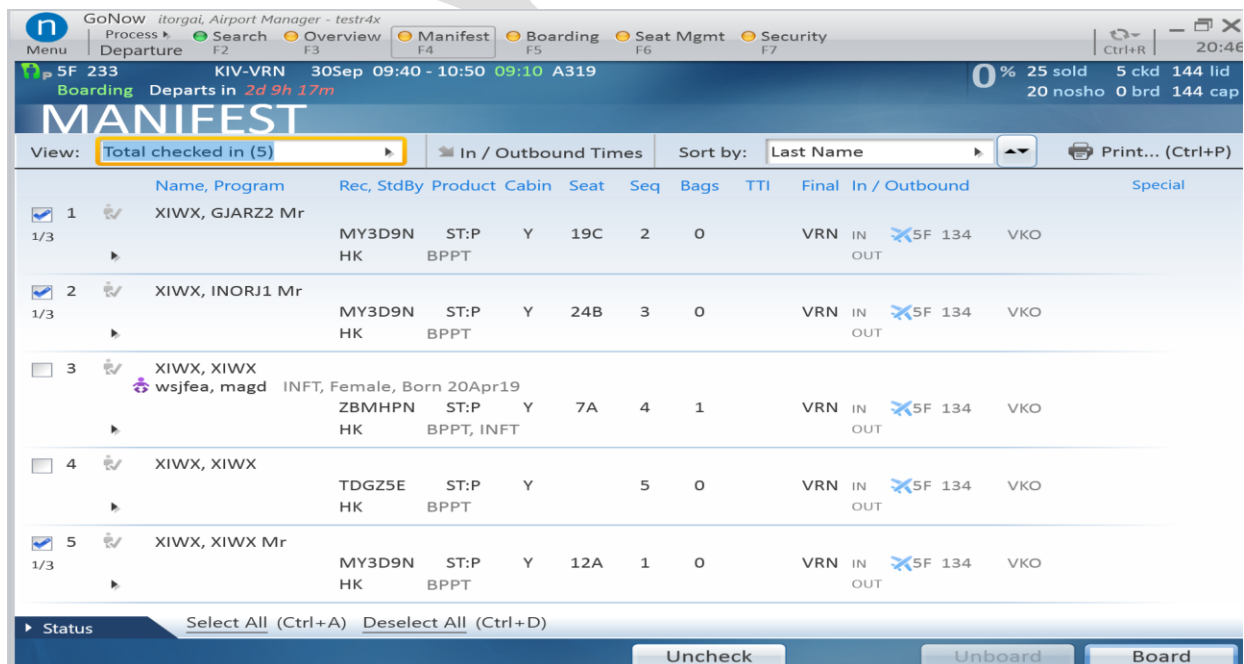 GoNow itorgai, Airport Manager - testr4x
n
Menu
Process
Departure
Search F2
Overview F3
Manifest F4
Boarding F5
Seat Mgmt F6
Security F7
Ctrl+R
20:46
P 5F 233 KIV-VRN 30Sep 09:40 - 10:50 09:10 A319
0% 25 sold 5 ckd 144 lid
Boarding Departs in 2d 9h 17m
20 nosho 0 brd 144 cap
MANIFEST
View: Total checked in (5) In / Outbound Times Sort by: Last Name Print... (Ctrl+P)
Name, Program Rec, StdBy Product Cabin Seat Seq Bags TTI Final In / Outbound Special
1 XIWX, GJARZ2 Mr
1/3 MY3D9N ST:P Y 19C 2 0 VRN IN 5F 134 VKO
HK BPPT OUT
2 XIWX, INORJ1 Mr
1/3 MY3D9N ST:P Y 24B 3 0 VRN IN 5F 134 VKO
HK BPPT OUT
3 XIWX, XIWX
wsjfea, magd INFT, Female, Born 20Apr19
ZBMHPN ST:P Y 7A 4 1 VRN IN 5F 134 VKO
HK BPPT, INFT OUT
4 XIWX, XIWX
TDGZ5E ST:P Y 5 0 VRN IN 5F 134 VKO
HK BPPT OUT
5 XIWX, XIWX Mr
1/3 MY3D9N ST:P Y 12A 1 0 VRN IN 5F 134 VKO
HK BPPT OUT
Status Select All (Ctrl+A) Deselect All (Ctrl+D)
Uncheck Unboard Board